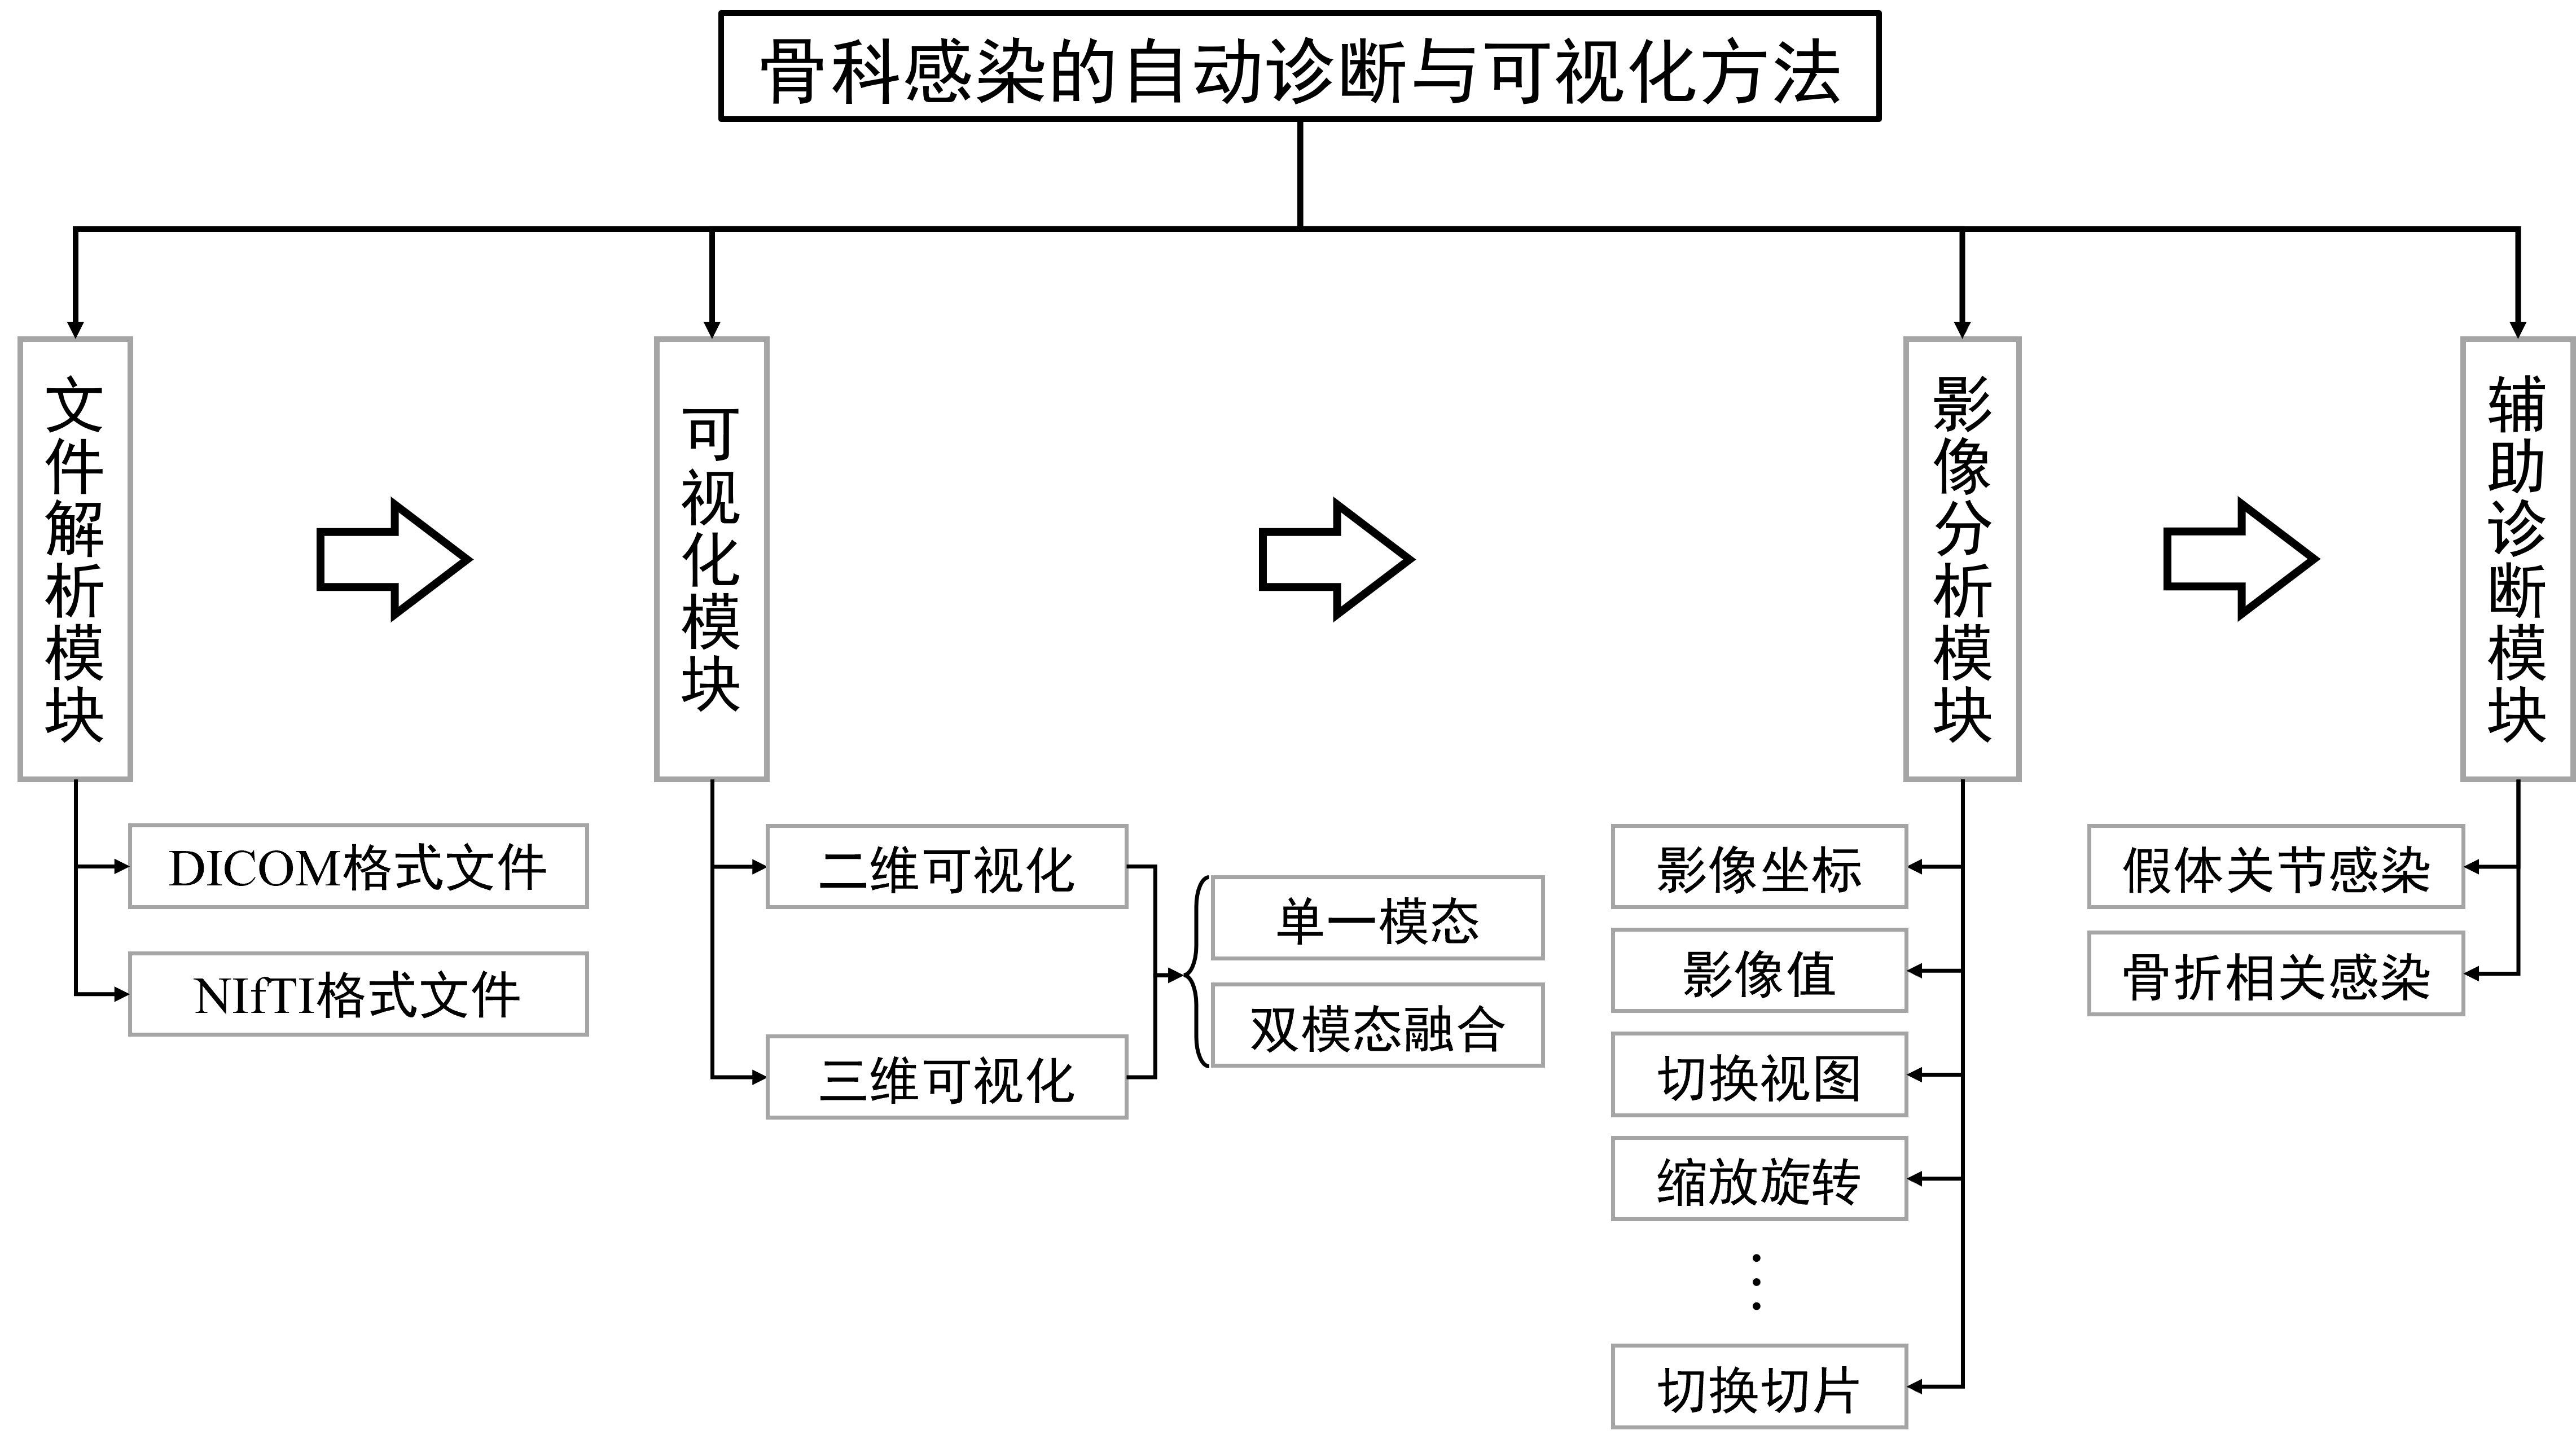 骨科感染的自动诊断与可视化方法
文件解析模块
可视化模块
影像分析模块
辅助诊断模块
DICOM格式文件
NIfTI格式文件
二维可视化
三维可视化
单一模态
双模态融合
影像坐标
影像值
切换视图
缩放旋转
⋮
切换切片
假体关节感染
骨折相关感染